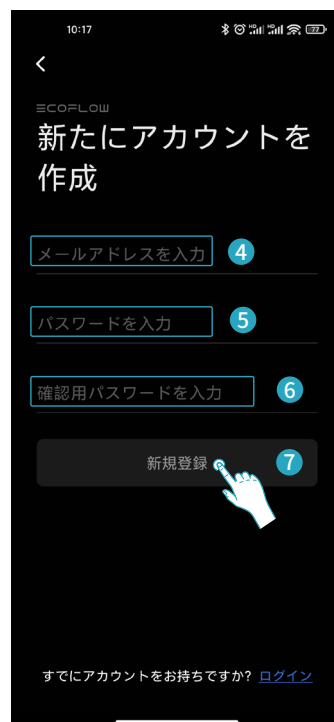 10:17
HD HD 77
ECOFLOW
新たにアカウントを
作成
メールアドレスを入力 4
パスワードを入力 5
確認用パスワードを入力 6
新規登録 7
すでにアカウントをお持ちですか? ログイン